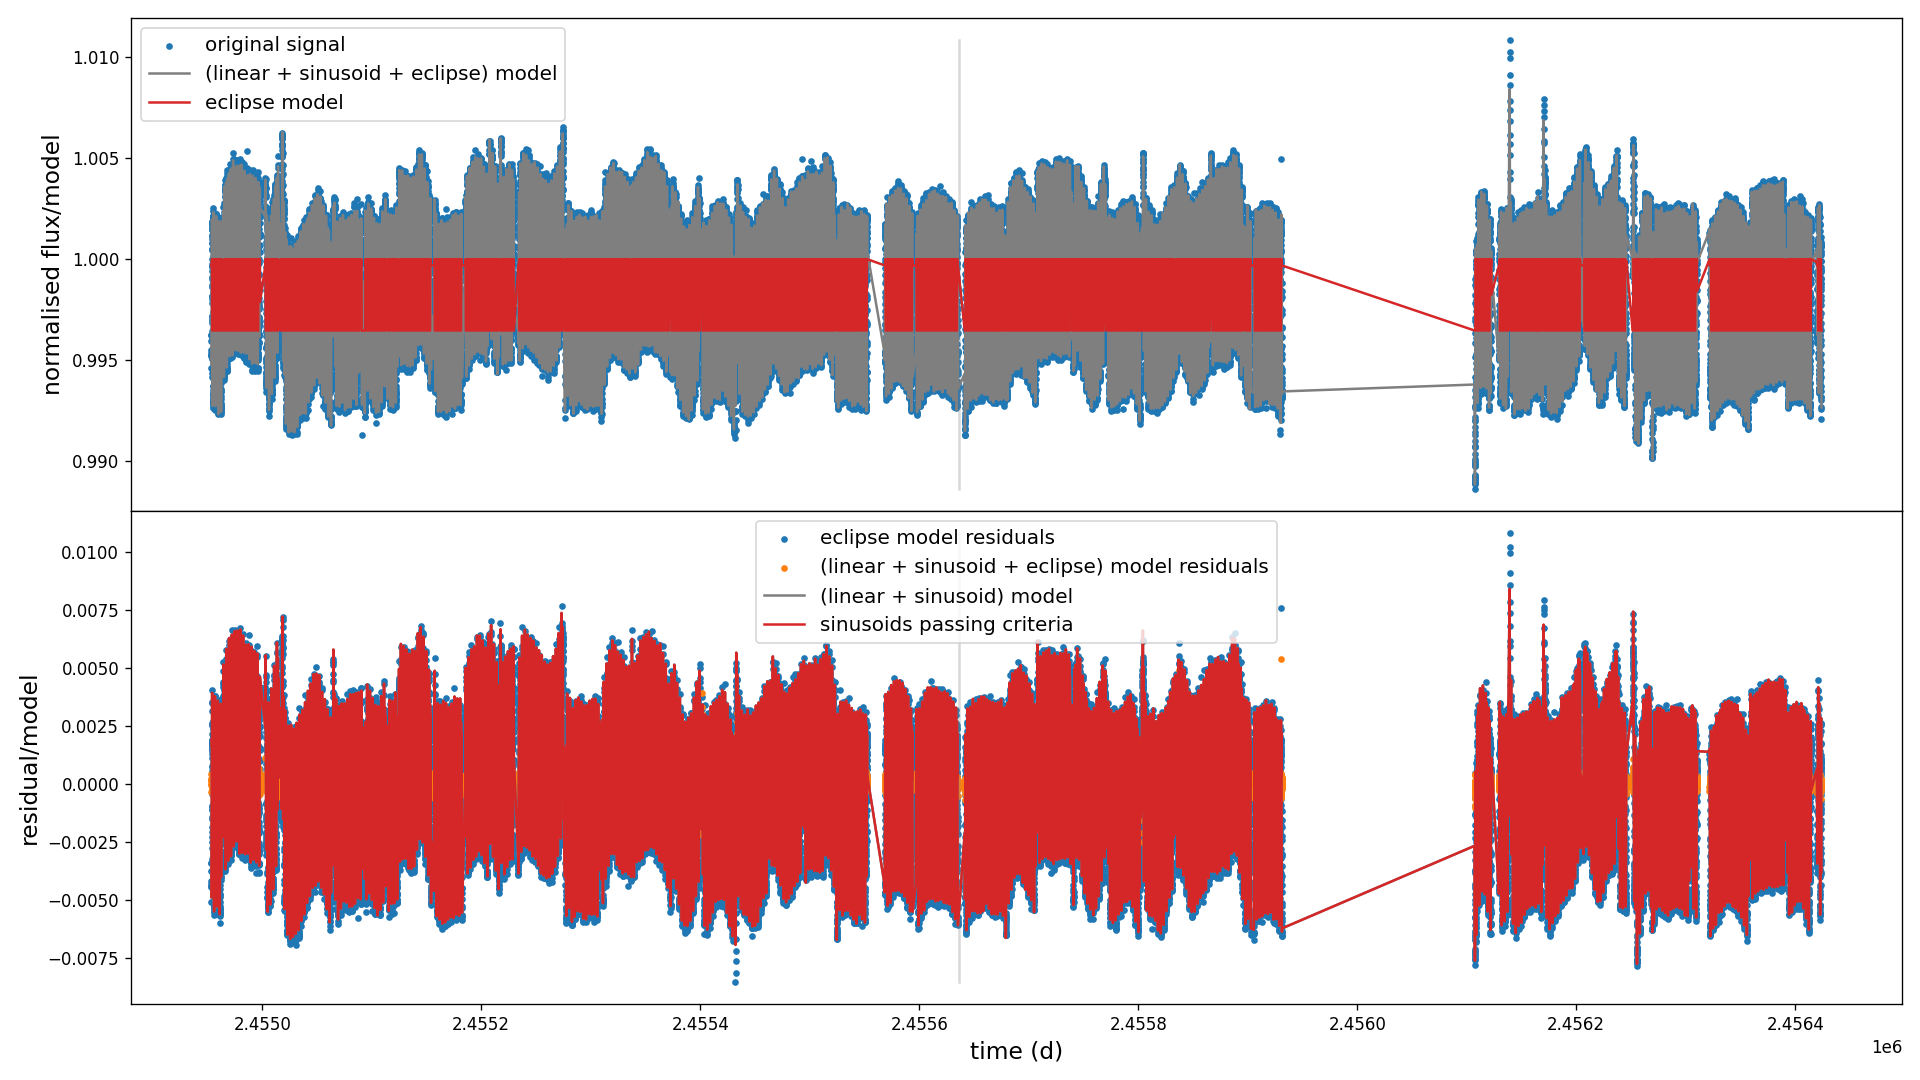 original signal
(linear + sinusoid + eclipse) model
eclipse model
normalised flux/model
1.010
1.005
1.000
0.995
0.990
eclipse model residuals
(linear + sinusoid + eclipse) model residuals
(linear + sinusoid) model
sinusoids passing criteria
residual/model
0.0100
0.0075
0.0050
0.0025
0.0000
−0.0025
−0.0050
−0.0075
2.4550 2.4552 2.4554 2.4556 2.4558 2.4560 2.4562 2.4564
time (d)
1e6